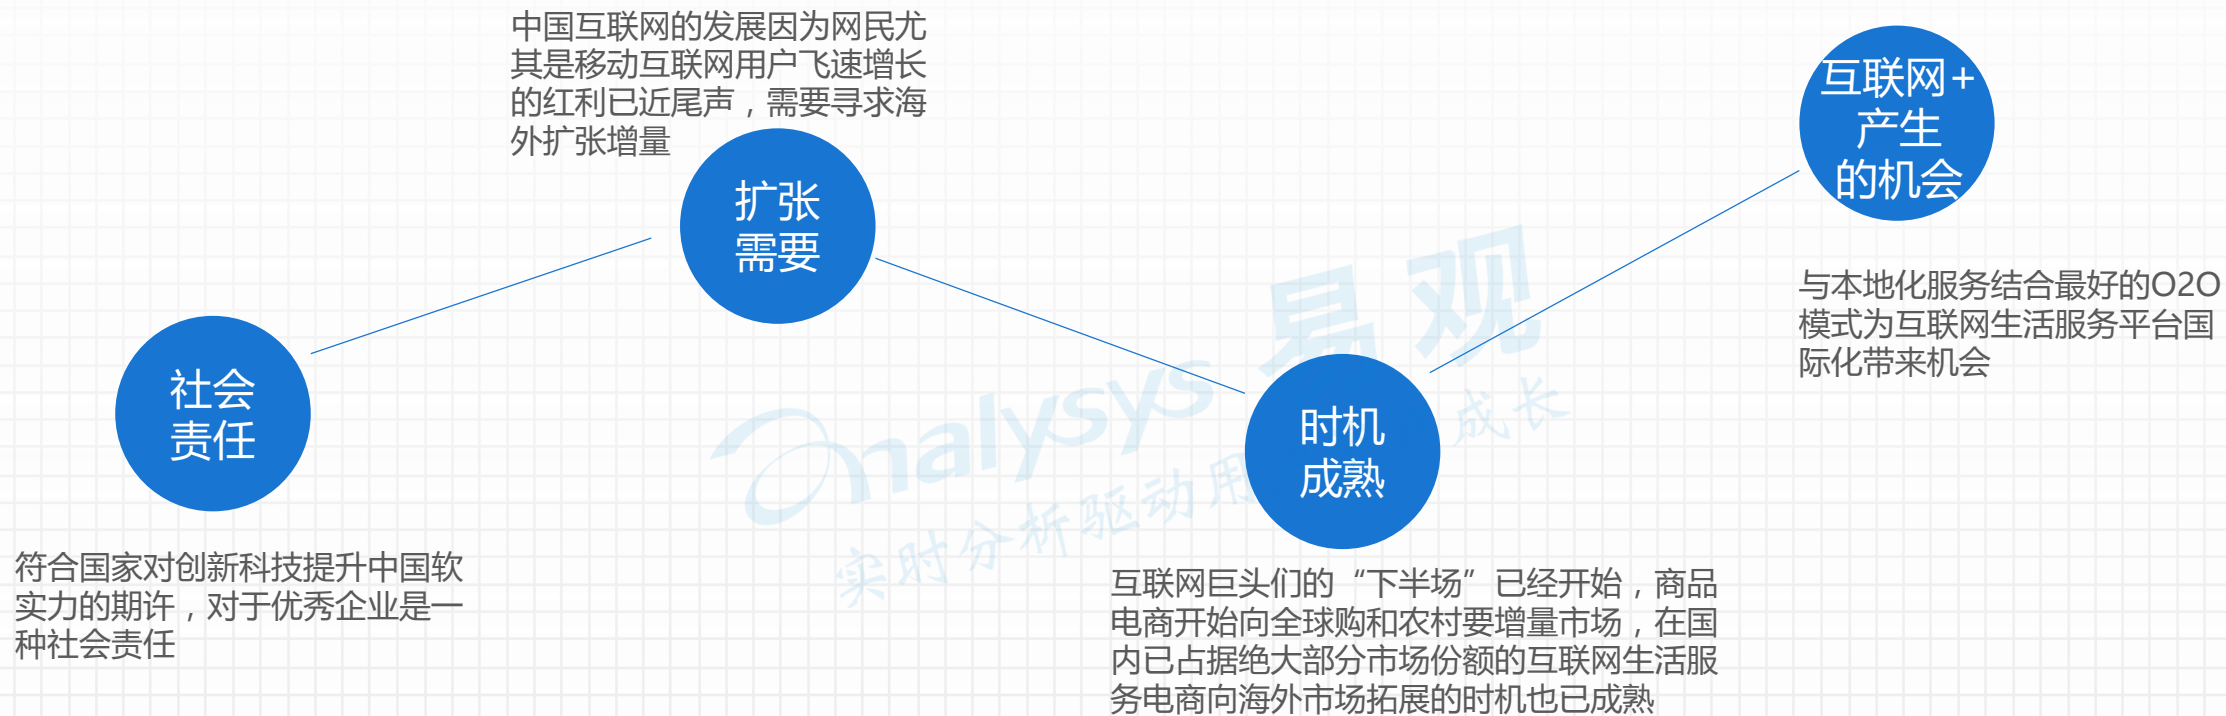 中国互联网的发展因为网民尤
其是移动互联网用户飞速增长
的红利已近尾声，需要寻求海
外扩张增量
扩张
需要
社会
责任
符合国家对创新科技提升中国软
实力的期许，对于优秀企业是一
种社会责任
时机
成熟
互联网巨头们的“下半场”已经开始，商品
电商开始向全球购和农村要增量市场，在国
内已占据绝大部分市场份额的互联网生活服
务电商向海外市场拓展的时机也已成熟
互联网+
产生
的机会
与本地化服务结合最好的O2O
模式为互联网生活服务平台国
际化带来机会
analysys 易观
实时分析驱动用 成长